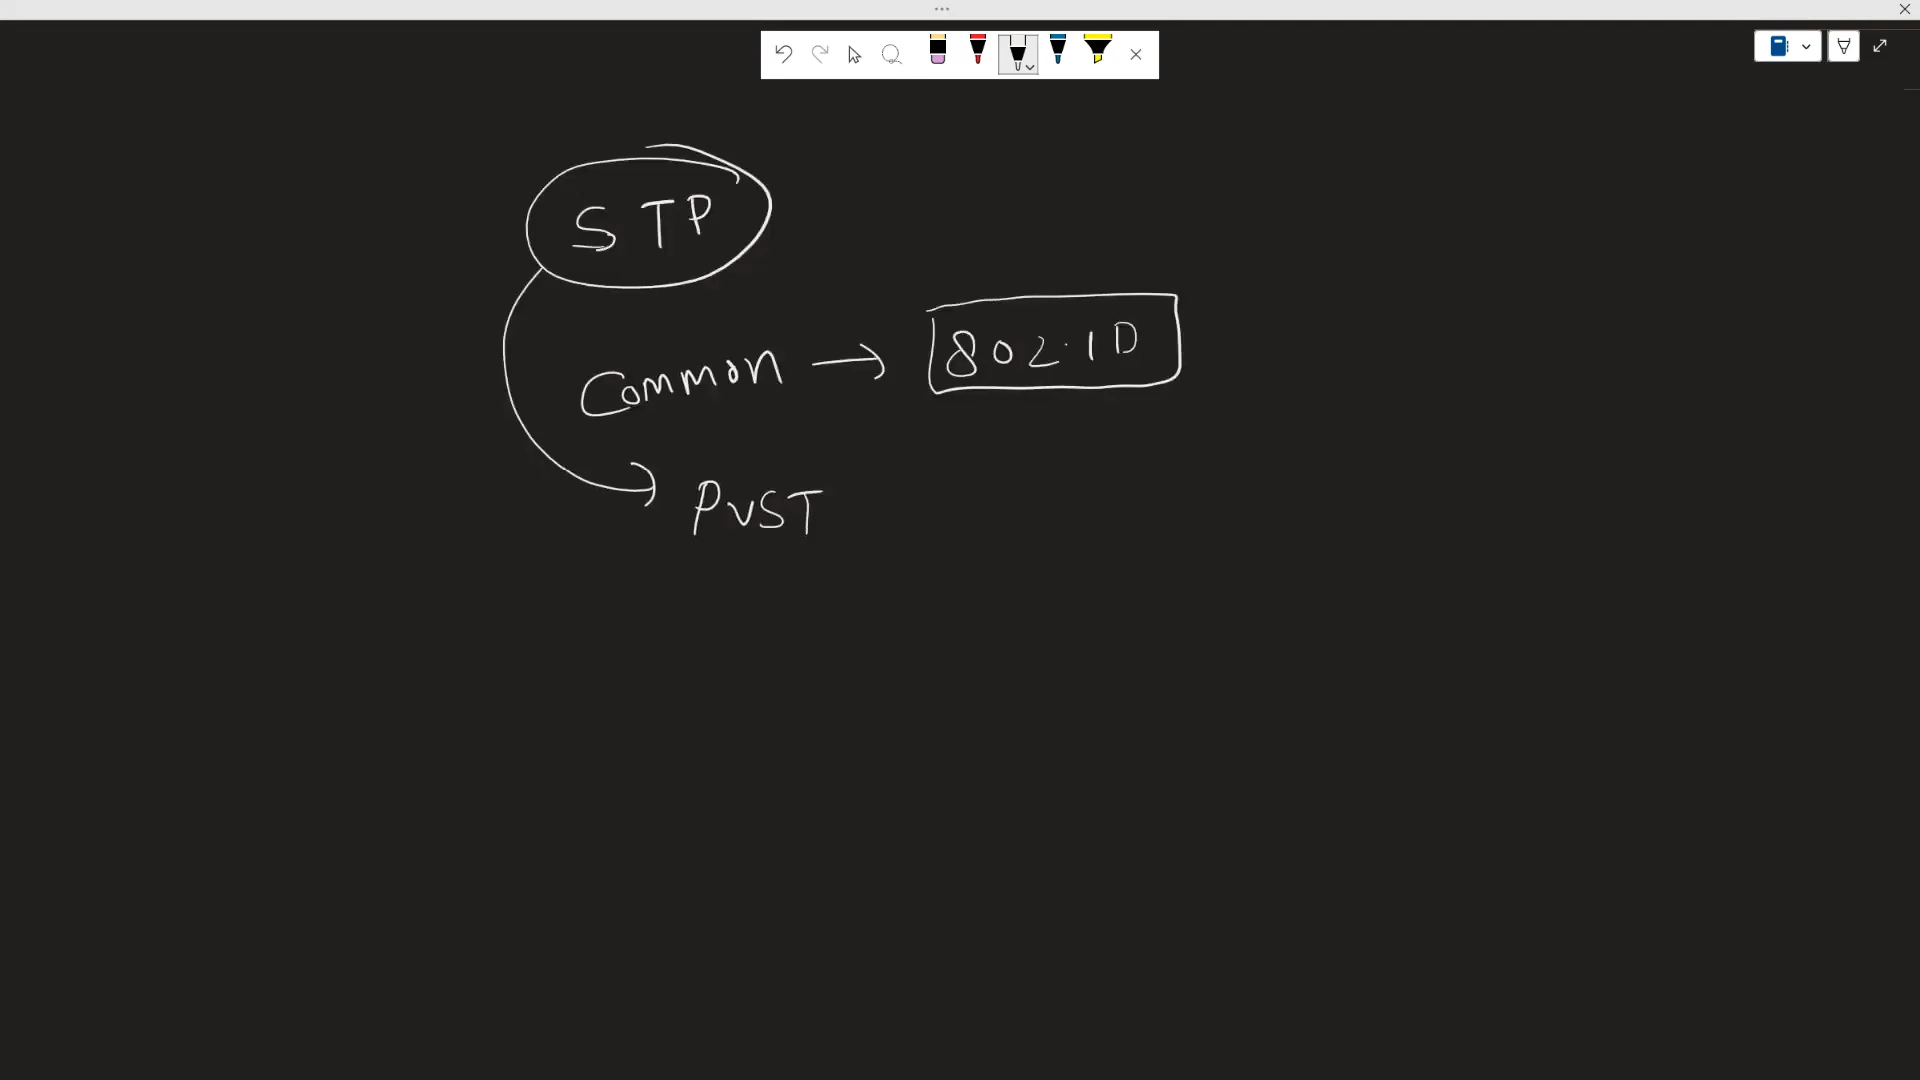 STP
Common → 802.1D
PVST